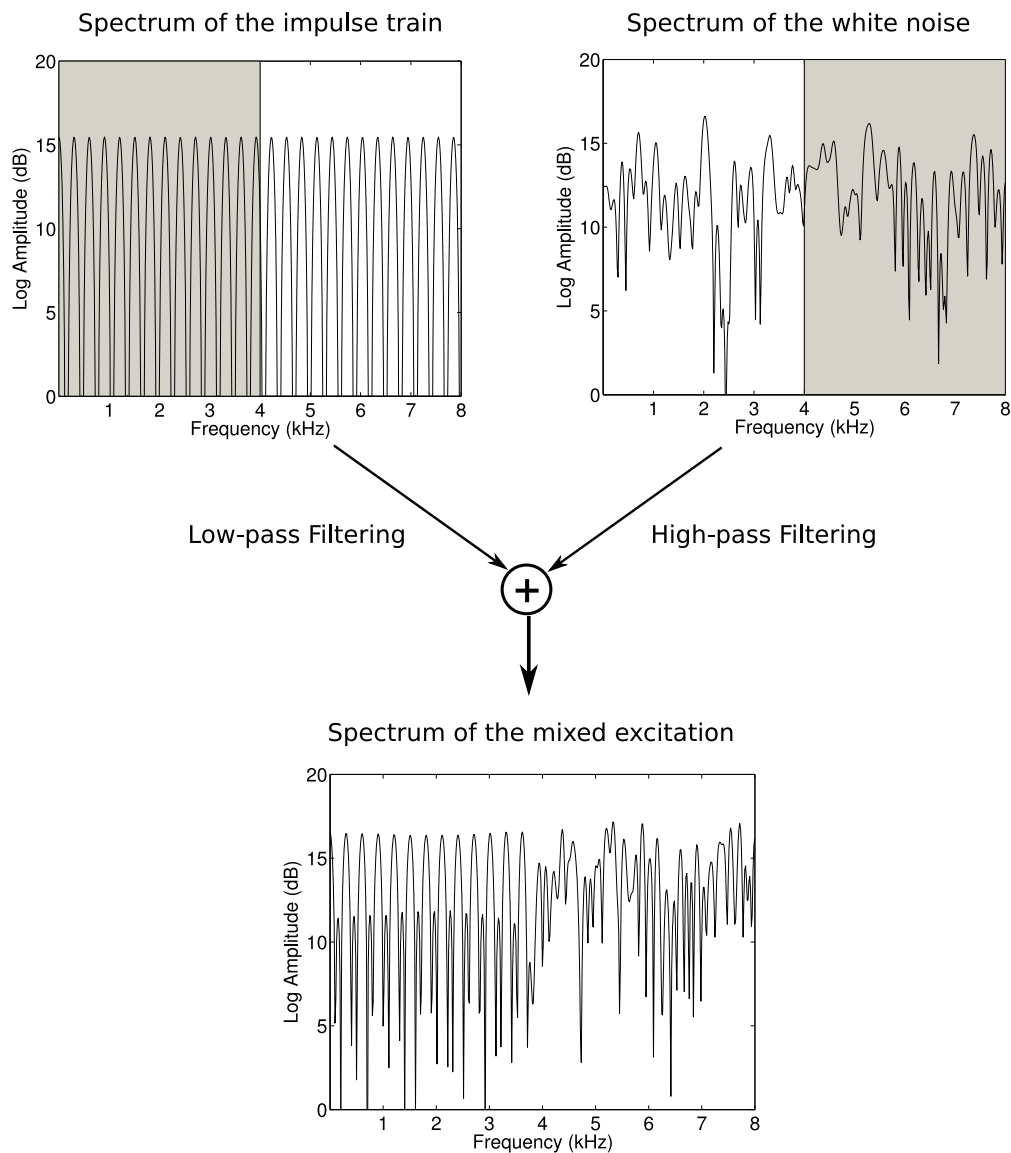 Spectrum of the impulse train
20
15
10
5
0
Log Amplitude (dB)
1 2 3 4 5 6 7 8
Frequency (kHz)
Spectrum of the white noise
20
15
10
5
0
Log Amplitude (dB)
1 2 3 4 5 6 7 8
Frequency (kHz)
Low-pass Filtering
High-pass Filtering
+
Spectrum of the mixed excitation
20
15
10
5
0
Log Amplitude (dB)
1 2 3 4 5 6 7 8
Frequency (kHz)